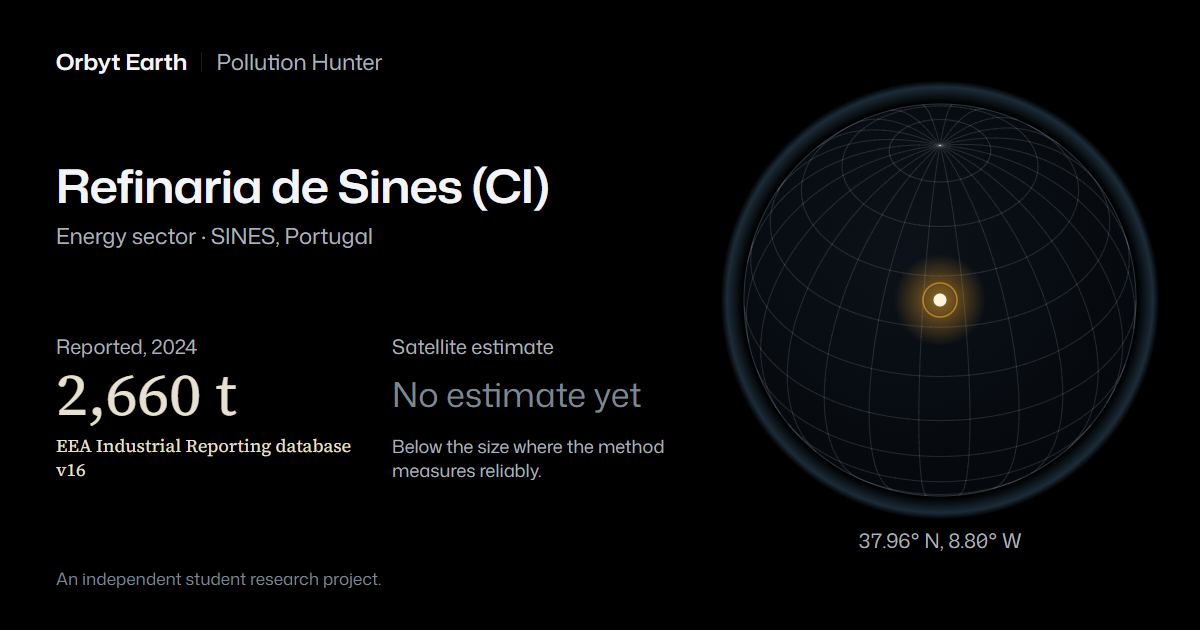 Orbyt Earth | Pollution Hunter
Refinaria de Sines (CI)
Energy sector · SINES, Portugal
Reported, 2024
2,660 t
EEA Industrial Reporting database
v16
Satellite estimate
No estimate yet
Below the size where the method
measures reliably.
37.96° N, 8.80° W
An independent student research project.